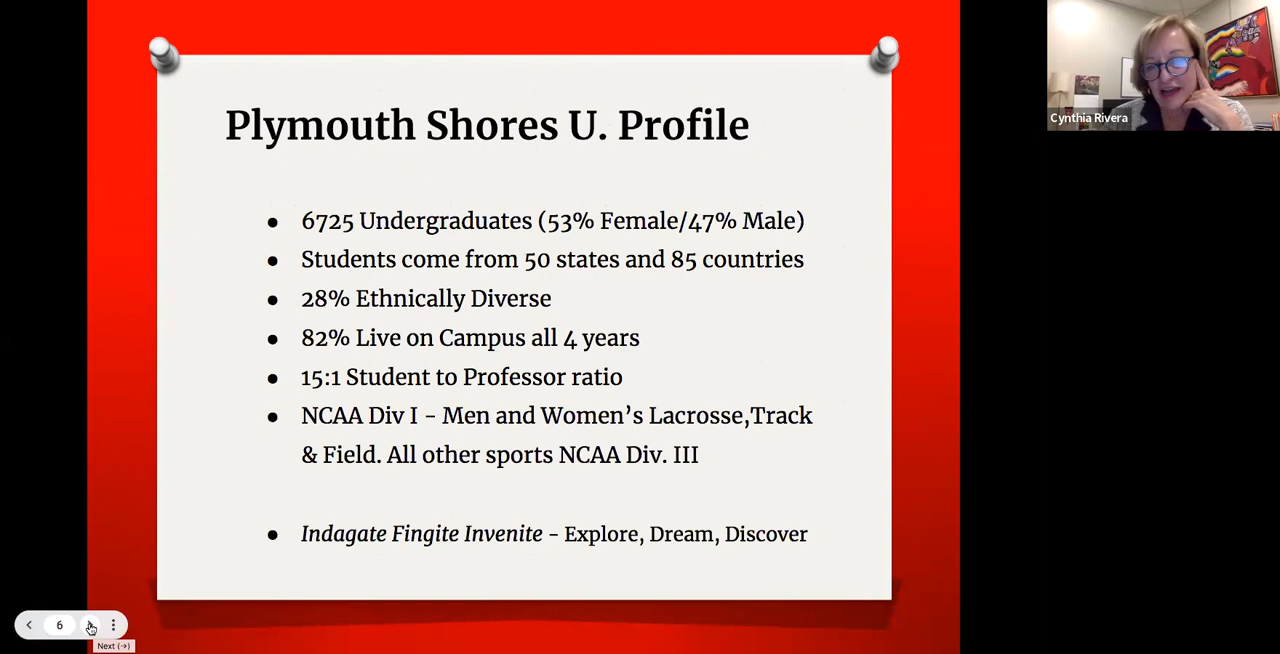 Plymouth Shores U. Profile
● 6725 Undergraduates (53% Female/47% Male)
● Students come from 50 states and 85 countries
● 28% Ethnically Diverse
● 82% Live on Campus all 4 years
● 15:1 Student to Professor ratio
● NCAA Div I - Men and Women’s Lacrosse,Track
& Field. All other sports NCAA Div. III
● Indagate Fingite Invenite - Explore, Dream, Discover
Cynthia Rivera
6
Next (→)